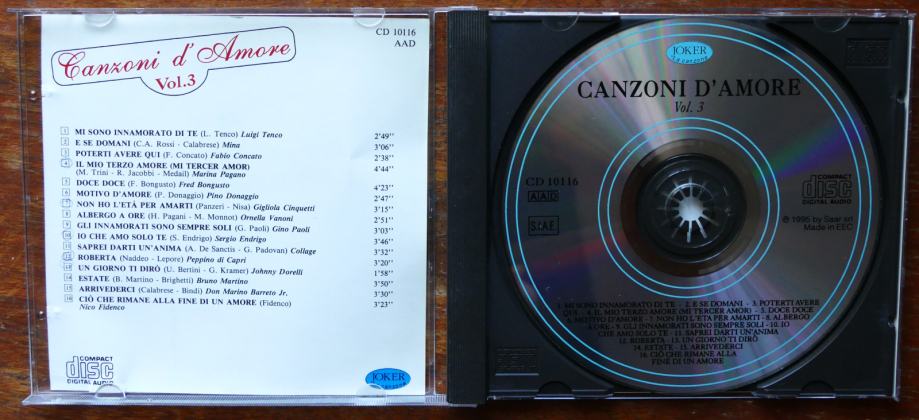 Canzoni d'Amore
Vol.3
CD 10116
AAD
1 MI SONO INNAMORATO DI TE (L. Tenco) Luigi Tenco 2'49"
2 E SE DOMANI (C.A. Rossi - Calabrese) Mina 3'06"
3 POTERTI AVERE QUI (F. Concato) Fabio Concato 2'38"
4 IL MIO TERZO AMORE (MI TERCER AMOR)
(M. Trini - R. Jacobbi - Medail) Marina Pagano 4'44"
5 DOCE DOCE (F. Bongusto) Fred Bongusto 4'23"
6 MOTIVO D'AMORE (P. Donaggio) Pino Donaggio 2'47"
7 NON HO L'ETÀ PER AMARTI (Panzeri - Nisa) Gigliola Cinquetti 3'15"
8 ALBERGO A ORE (H. Pagani - M. Monnot) Ornella Vanoni 2'51"
9 GLI INNAMORATI SONO SEMPRE SOLI (G. Paoli) Gino Paoli 3'03"
10 IO CHE AMO SOLO TE (S. Endrigo) Sergio Endrigo 3'46"
11 SAPREI DARTI UN'ANIMA (A. De Sanctis - G. Padovan) Collage 3'32"
12 ROBERTA (Naddeo - Lepore) Peppino di Capri 3'20"
13 UN GIORNO TI DIRÒ (U. Bertini - G. Kramer) Johnny Dorelli 1'58"
14 ESTATE (B. Martino - Brighetti) Bruno Martino 3'50"
15 ARRIVEDERCI (Calabrese - Bindi) Don Marino Barreto Jr. 3'30"
16 CIÒ CHE RIMANE ALLA FINE DI UN AMORE (Fidenco) 3'23"
Nico Fidenco
COMPACT
disc
DIGITAL AUDIO
JOKER
la canzone
JOKER
la canzone
CANZONI D'AMORE
Vol. 3
CD 10116
AAD
S.I.A.E.
COMPACT
disc
DIGITAL AUDIO
℗ 1995 by Saar srl
Made in EEC
1. MI SONO INNAMORATO DI TE - 2. E SE DOMANI - 3. POTERTI AVERE
QUI - 4. IL MIO TERZO AMORE (MI TERCER AMOR) - 5. DOCE DOCE
6. MOTIVO D'AMORE - 7. NON HO L'ETA PER AMARTI - 8. ALBERGO
A ORE - 9. GLI INNAMORATI SONO SEMPRE SOLI - 10. IO
CHE AMO SOLO TE - 11. SAPREI DARTI UN'ANIMA
12. ROBERTA - 13. UN GIORNO TI DIRÒ
14. ESTATE - 15. ARRIVEDERCI
16. CIÒ CHE RIMANE ALLA
FINE DI UN AMORE